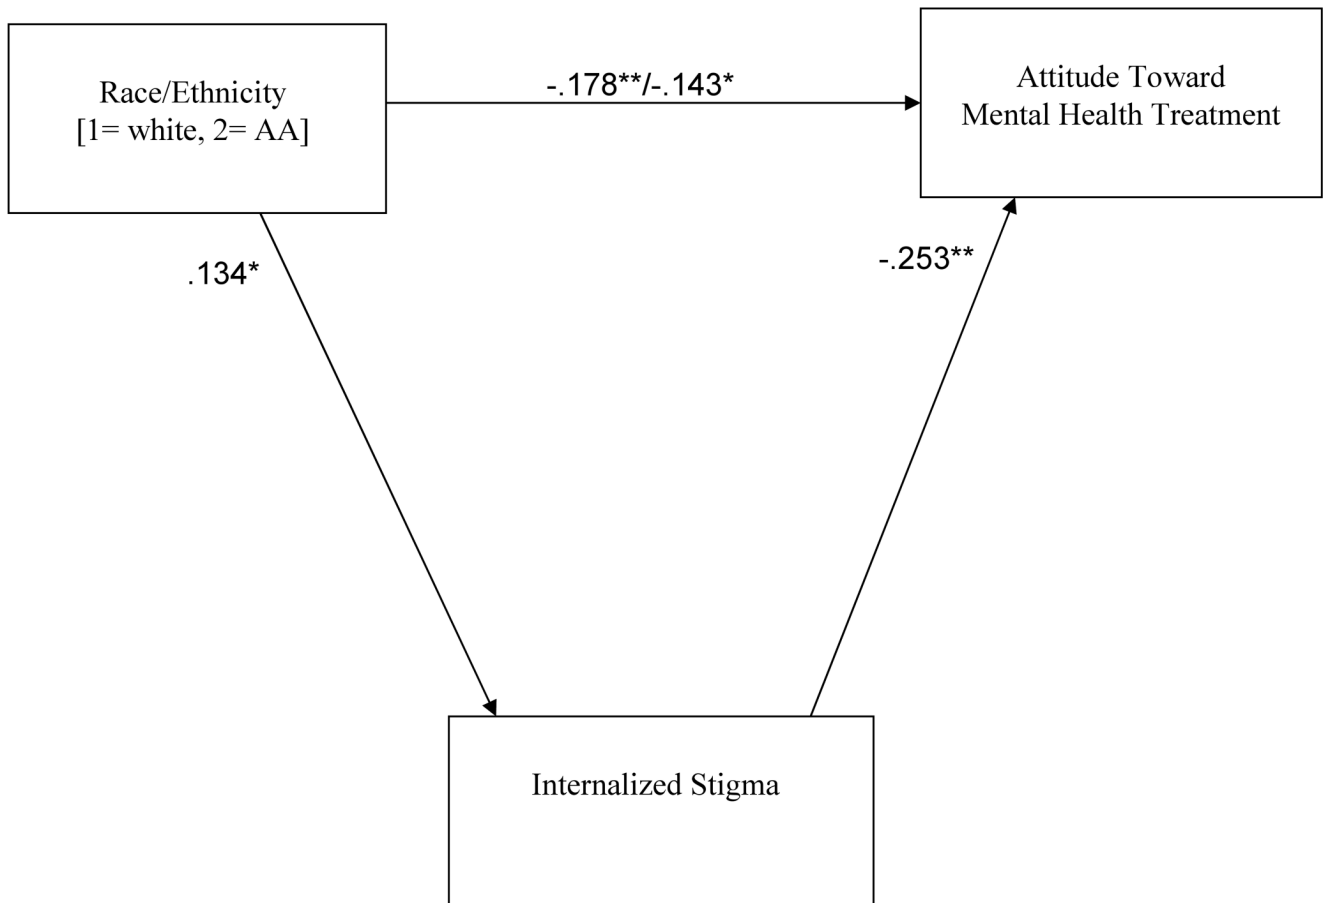 Race/Ethnicity
[1= white, 2= AA]
-.178**/-.143*
Attitude Toward
Mental Health Treatment
.134*
-.253**
Internalized Stigma